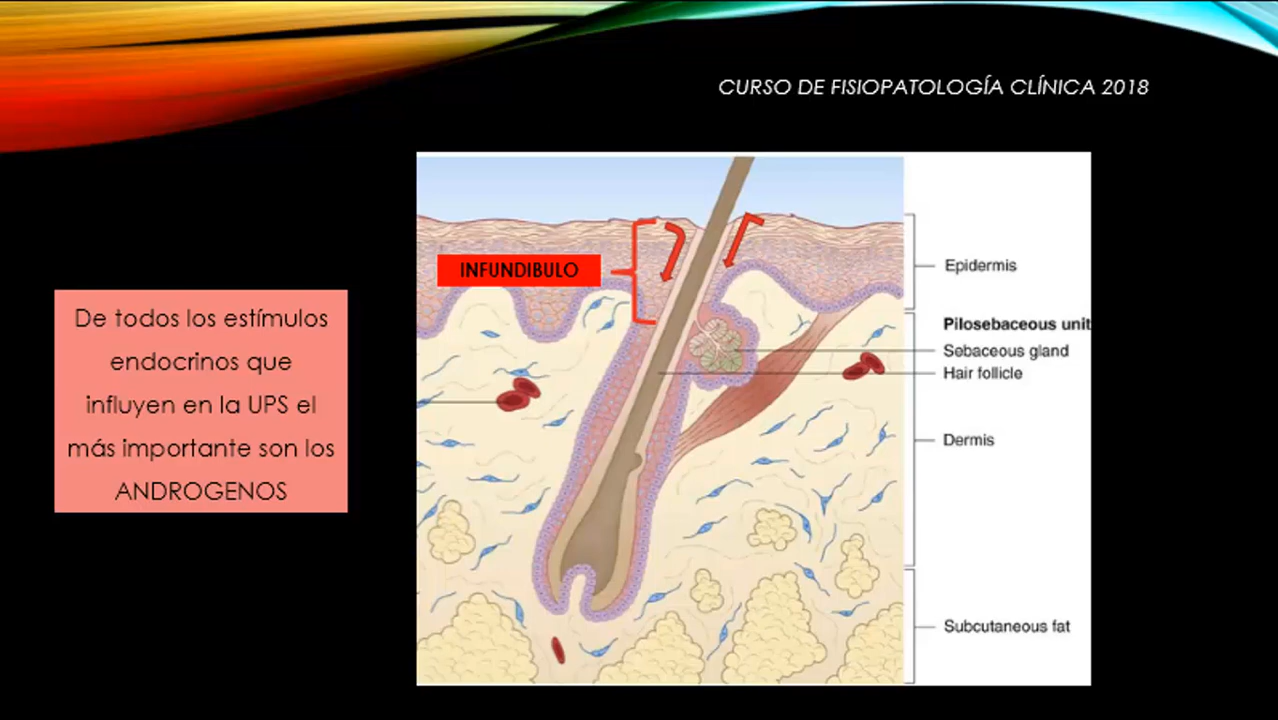 CURSO DE FISIOPATOLOGÍA CLÍNICA 2018
De todos los estímulos
endocrinos que
influyen en la UPS el
más importante son los
ANDROGENOS
INFUNDIBULO
Epidermis
Pilosebaceous unit
Sebaceous gland
Hair follicle
Dermis
Subcutaneous fat